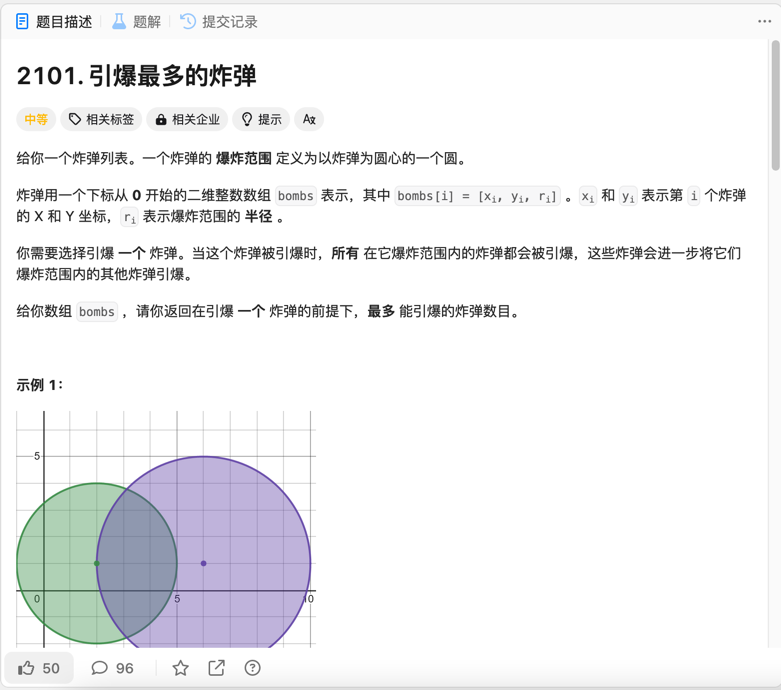 题目描述 题解 提交记录
2101. 引爆最多的炸弹
中等 相关标签 相关企业 提示 Aあ
给你一个炸弹列表。一个炸弹的 爆炸范围 定义为以炸弹为圆心的一个圆。
炸弹用一个下标从 0 开始的二维整数数组 bombs 表示，其中 bombs[i] = [xi, yi, ri] 。xi 和 yi 表示第 i 个炸弹
的 X 和 Y 坐标，ri 表示爆炸范围的 半径 。
你需要选择引爆 一个 炸弹。当这个炸弹被引爆时，所有 在它爆炸范围内的炸弹都会被引爆，这些炸弹会进一步将它们
爆炸范围内的其他炸弹引爆。
给你数组 bombs ，请你返回在引爆 一个 炸弹的前提下，最多 能引爆的炸弹数目。
示例 1：
5
0 5 10
50 96